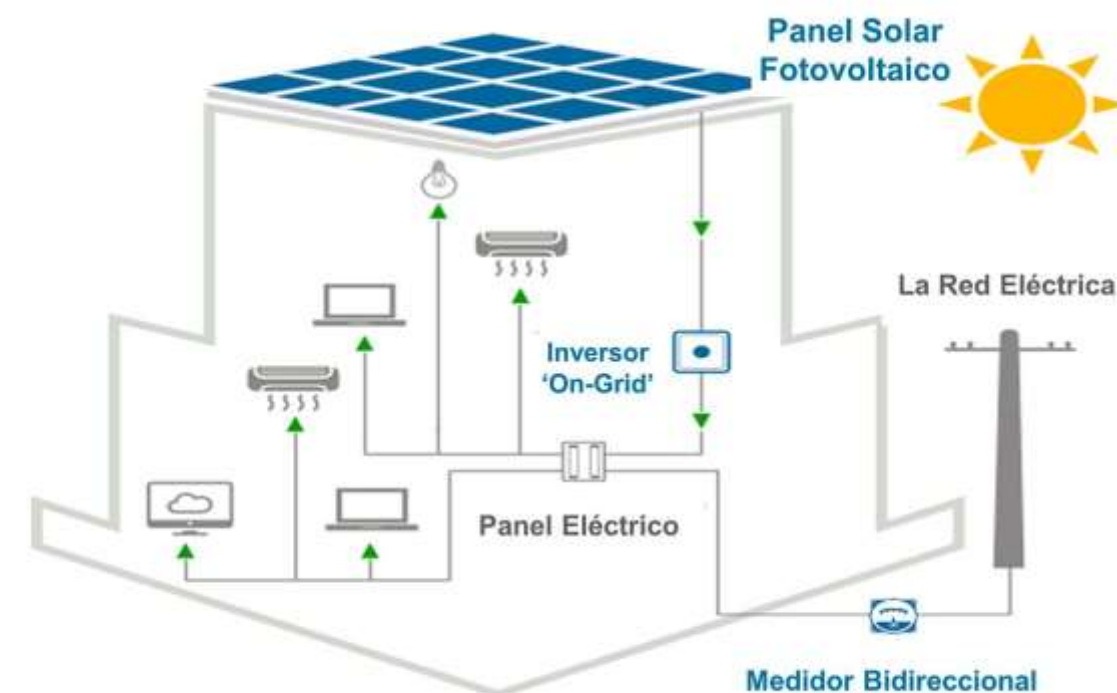 Panel Solar
Fotovoltaico
La Red Eléctrica
Inversor
‘On-Grid’
Panel Eléctrico
Medidor Bidireccional